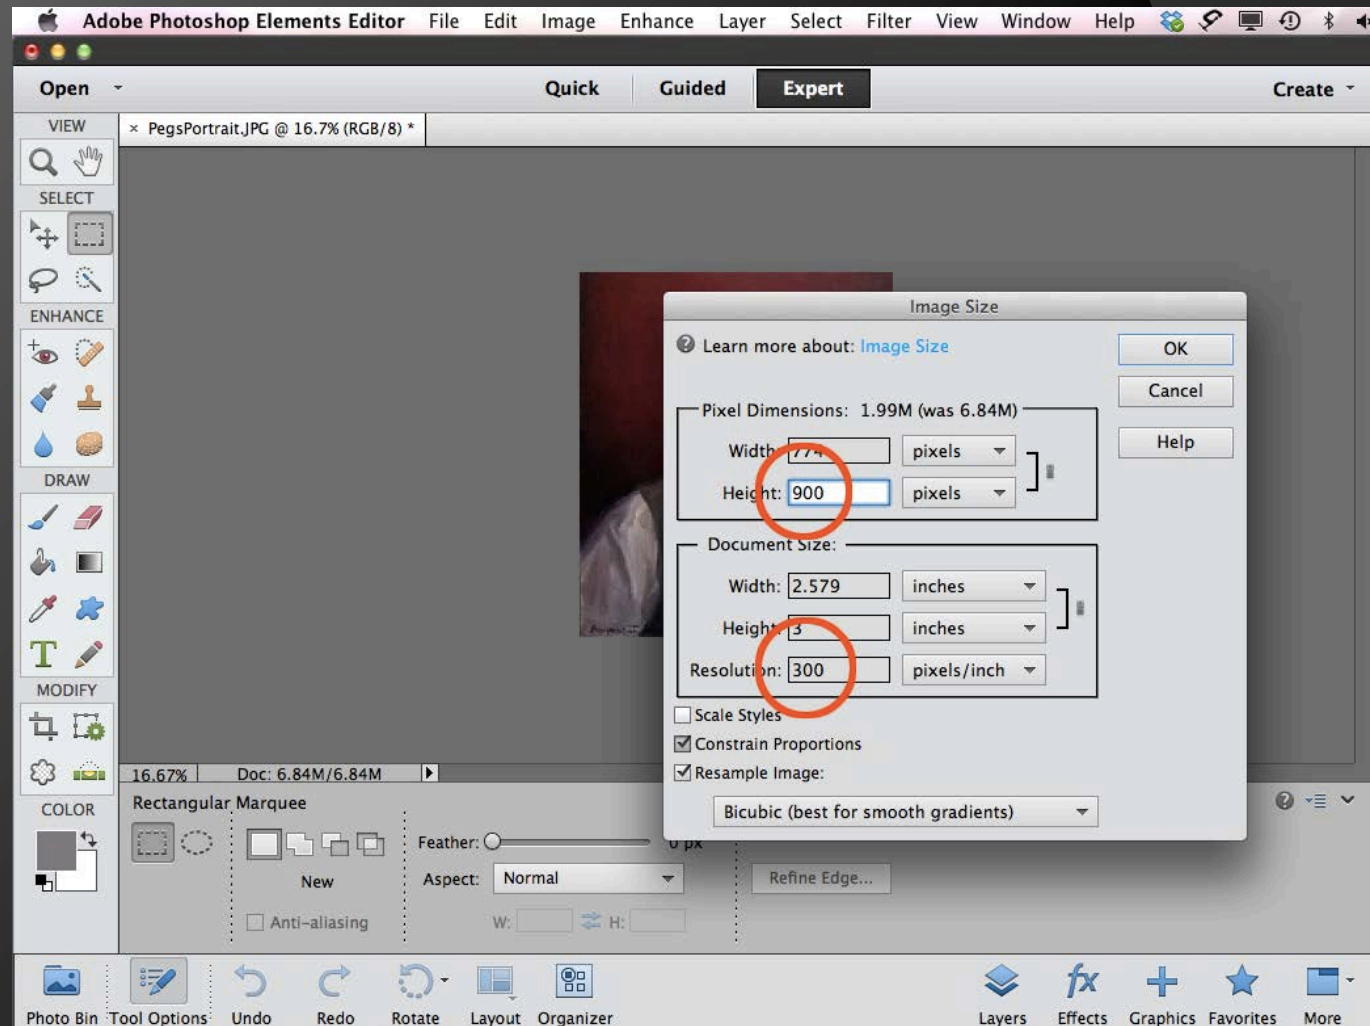 Adobe Photoshop Elements Editor File Edit Image Enhance Layer Select Filter View Window Help
Open Quick Guided Expert Create
VIEW
× PegsPortrait.JPG @ 16.7% (RGB/8) *
SELECT
ENHANCE
DRAW
MODIFY
COLOR
Image Size
Learn more about: Image Size
OK
Cancel
Help
Pixel Dimensions: 1.99M (was 6.84M)
Width: 774 pixels
Height: 900 pixels
Document Size:
Width: 2.579 inches
Height: 3 inches
Resolution: 300 pixels/inch
Scale Styles
Constrain Proportions
Resample Image:
Bicubic (best for smooth gradients)
16.67% Doc: 6.84M/6.84M
Rectangular Marquee
New
Anti-aliasing
Feather: 0 px
Aspect: Normal
W: H:
Refine Edge...
Photo Bin Tool Options Undo Redo Rotate Layout Organizer Layers Effects Graphics Favorites More